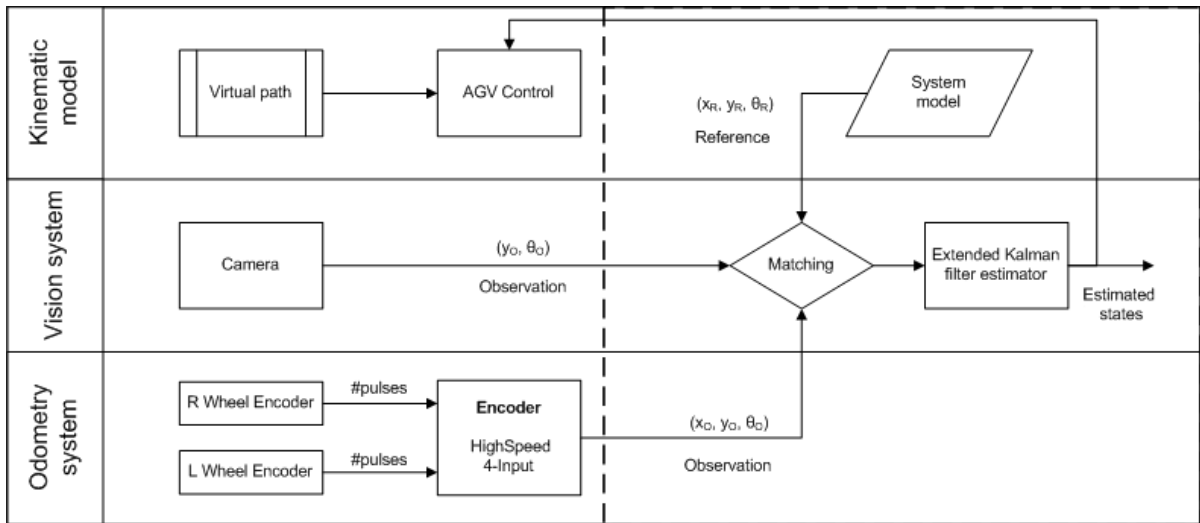 Kinematic
model
Virtual path
AGV Control
(xR, yR, θR)
Reference
System
model
Vision system
Camera
(yO, θO)
Observation
Matching
Extended Kalman
filter estimator
Estimated
states
Odometry
system
R Wheel Encoder
#pulses
L Wheel Encoder
#pulses
Encoder
HighSpeed
4-Input
(xO, yO, θO)
Observation